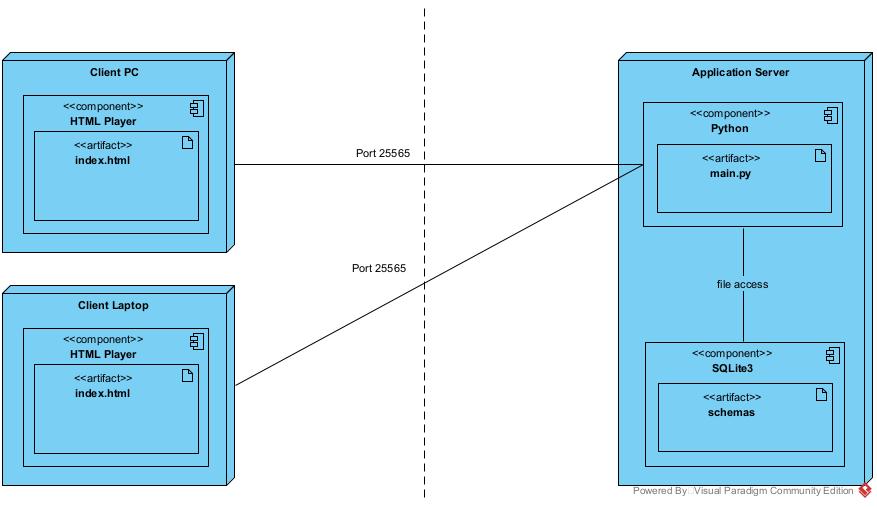 Client PC
<<component>>
HTML Player
<<artifact>>
index.html
Port 25565
Application Server
<<component>>
Python
<<artifact>>
main.py
Port 25565
file access
Client Laptop
<<component>>
HTML Player
<<artifact>>
index.html
<<component>>
SQLite3
<<artifact>>
schemas
Powered By Visual Paradigm Community Edition